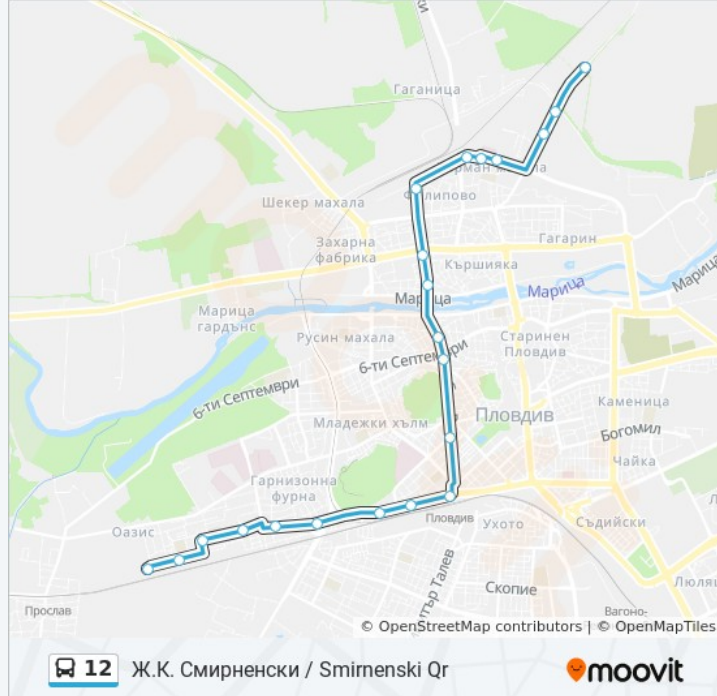 Гаганица
Филипово
Шекер махала
Захарна
фабрика
Гагарин
Кършияка
Марица
Марица
Марица
Марица
гардънс
Русин махала
Старинен
Пловдив
6-ти Септември
6-ти Септември
Каменица
Пловдив
Младежки хълм
Богомил
Чайка
Гарнизонна
фурна
Оазис
Пловдив
Ухото
Съдийски
Скопие
Прослав
Вагоно-
© OpenStreetMap contributors | © OpenMapTiles
12 Ж.К. Смирненски / Smirnenski Qr
moovit